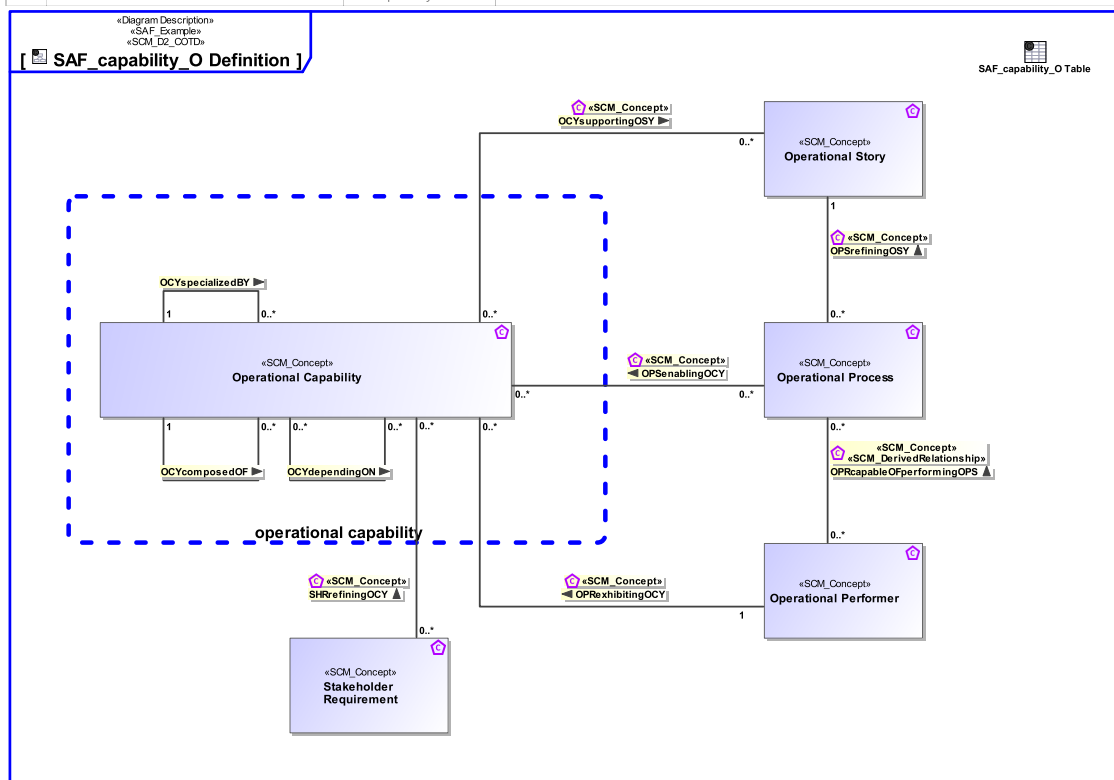 «Diagram Description»
«SAF_Example»
«SCM_D2_COTD»
[ SAF_capability_O Definition ]
SAF_capability_O Table
C «SCM_Concept»
OCYsupportingOSY
0..*
C
«SCM_Concept»
Operational Story
1
C «SCM_Concept»
OPSrefiningOSY
OCYspecializedBY
1
0..*
0..*
0..*
C
«SCM_Concept»
Operational Capability
C «SCM_Concept»
OPSenablingOCY
0..*
0..*
C
«SCM_Concept»
Operational Process
1
0..*
0..*
0..*
0..*
0..*
0..*
OCYcomposedOF
OCYdependingON
C «SCM_Concept»
«SCM_DerivedRelationship»
OPRcapableOFperformingOPS
operational capability
0..*
C
«SCM_Concept»
Operational Performer
C «SCM_Concept»
SHRrefiningOCY
C «SCM_Concept»
OPRexhibitingOCY
1
0..*
C
«SCM_Concept»
Stakeholder
Requirement